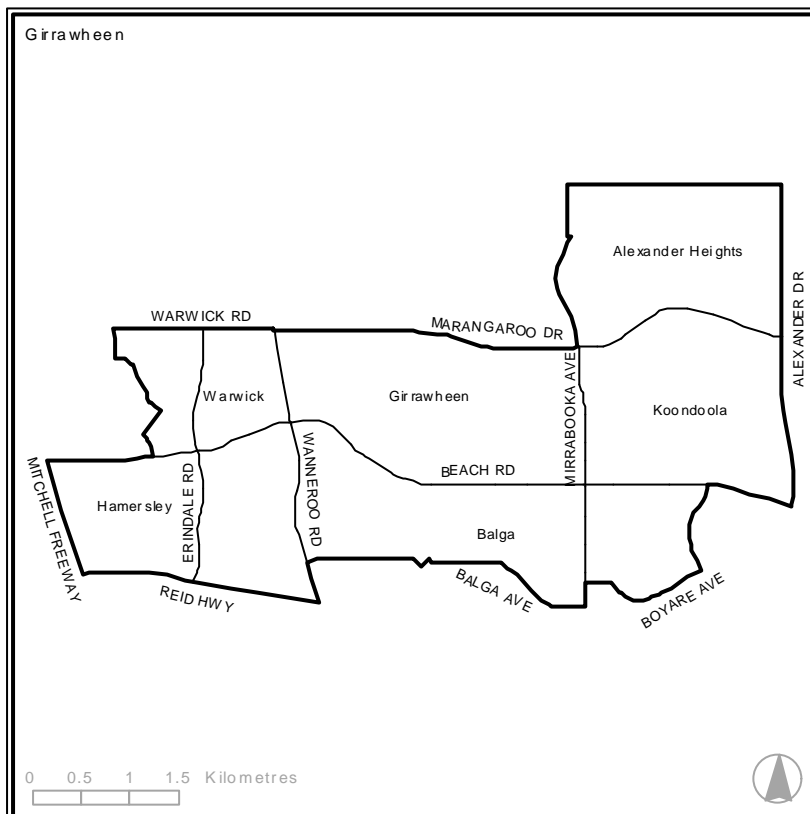 Girrawheen
Alexander Heights
ALEXANDER DR
WARWICK RD
MARANGAROO DR
MIRRABOOKA AVE
Warwick
Girrawheen
Koondoola
WANNEROO RD
BEACH RD
MITCHELL FREEWAY
ERINDALE RD
Hamersley
Balga
REID HWY
BALGA AVE
BOYARE AVE
0 0.5 1 1.5 Kilometres